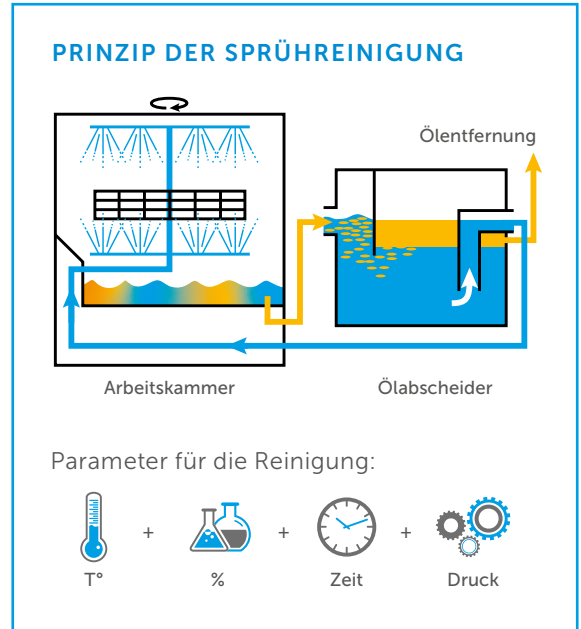 PRINZIP DER SPRÜHREINIGUNG
Ölentfernung
Arbeitskammer
Ölabscheider
Parameter für die Reinigung:
T° + % + Zeit + Druck